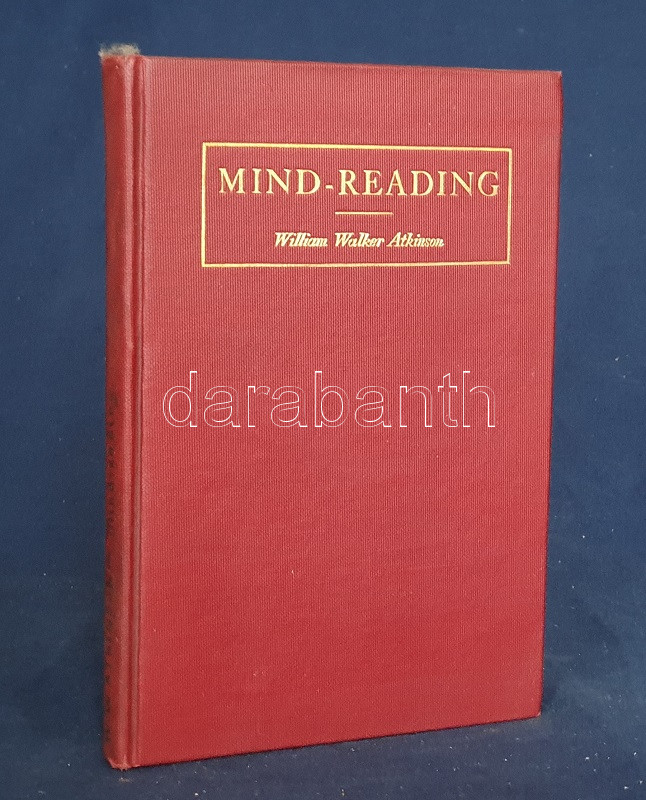 MIND-READING
William Walker Atkinson
darabanth